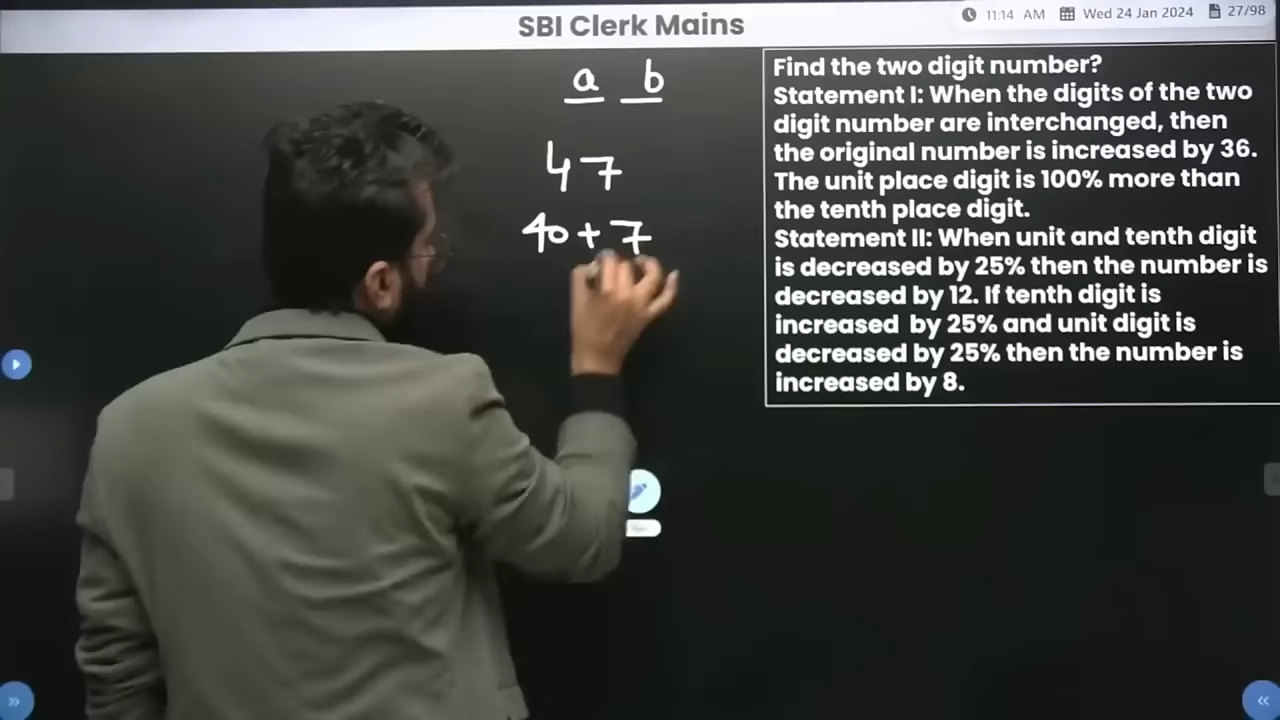 SBI Clerk Mains
11:14 AM Wed 24 Jan 2024 27/98
a b
47
40+7
Find the two digit number?
Statement I: When the digits of the two
digit number are interchanged, then
the original number is increased by 36.
The unit place digit is 100% more than
the tenth place digit.
Statement II: When unit and tenth digit
is decreased by 25% then the number is
decreased by 12. If tenth digit is
increased by 25% and unit digit is
decreased by 25% then the number is
increased by 8.